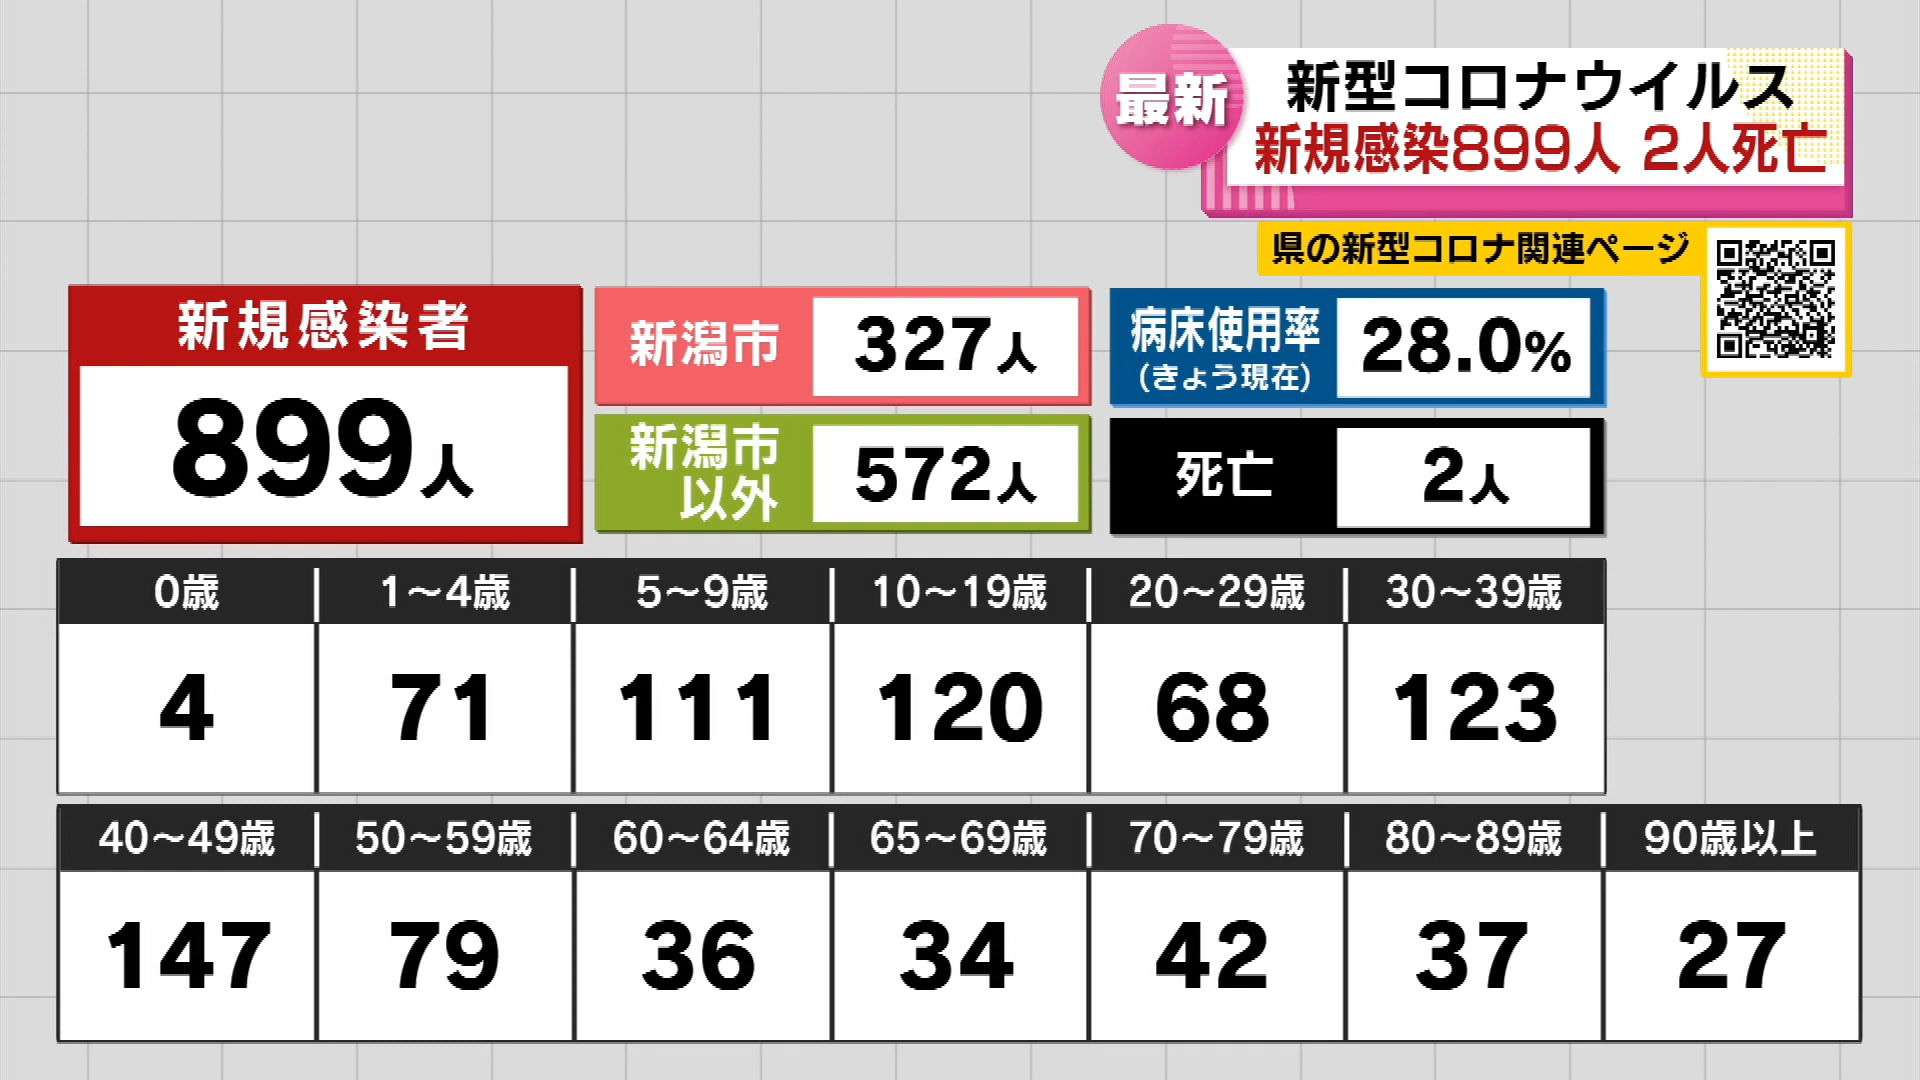 最新
新型コロナウイルス
新規感染899人 2人死亡
県の新型コロナ関連ページ
新規感染者
899人
新潟市
327人
新潟市
以外
572人
病床使用率
(きょう現在)
28.0%
死亡
2人
0歳 1〜4歳 5〜9歳 10〜19歳 20〜29歳 30〜39歳
4 71 111 120 68 123
40〜49歳 50〜59歳 60〜64歳 65〜69歳 70〜79歳 80〜89歳 90歳以上
147 79 36 34 42 37 27